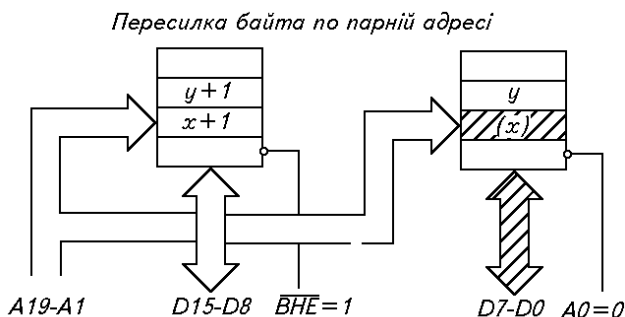 Пересилка байта по парній адресі
y+1
x+1
y
(x)
A19-A1
D15-D8
BHE=1
D7-D0
A0=0